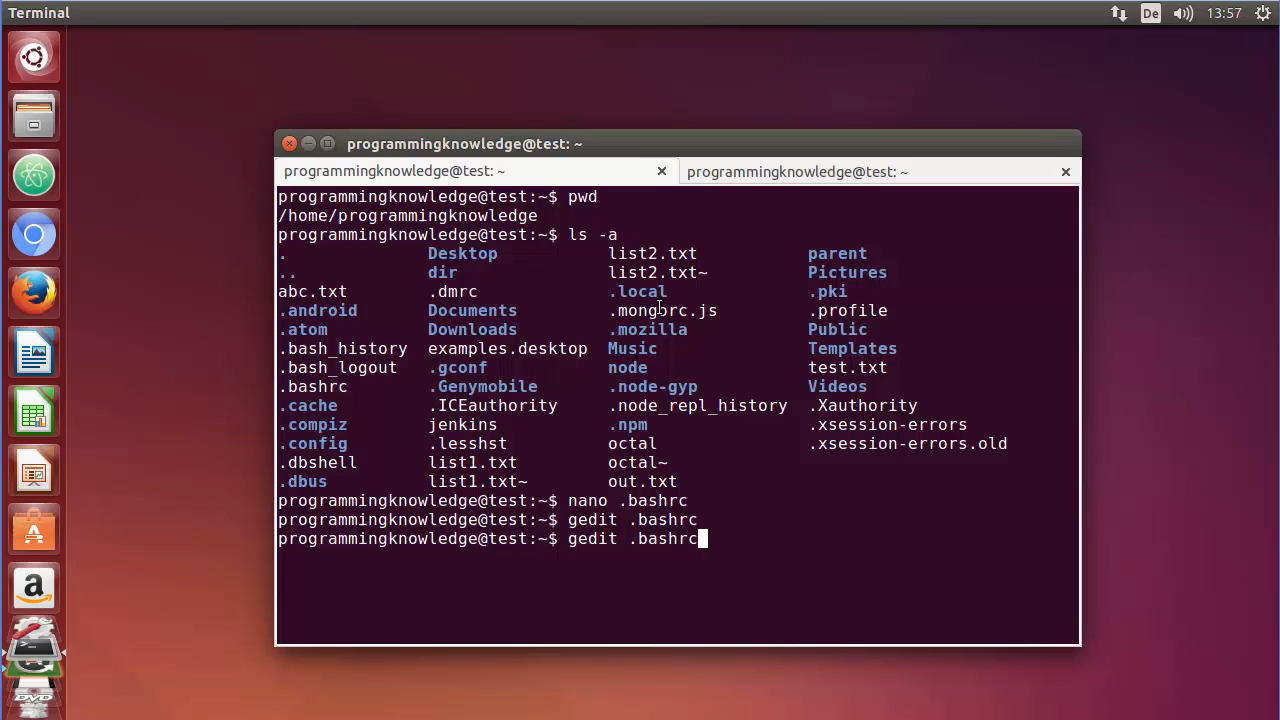 Terminal
De
13:57
programmingknowledge@test: ~
programmingknowledge@test: ~
programmingknowledge@test: ~
programmingknowledge@test:~$ pwd
/home/programmingknowledge
programmingknowledge@test:~$ ls -a
. Desktop list2.txt parent
.. dir list2.txt~ Pictures
abc.txt .dmrc .local .pki
.android Documents .mongorc.js .profile
.atom Downloads .mozilla Public
.bash_history examples.desktop Music Templates
.bash_logout .gconf node test.txt
.bashrc .Genymobile .node-gyp Videos
.cache .ICEauthority .node_repl_history .Xauthority
.compiz jenkins .npm .xsession-errors
.config .lesshst octal .xsession-errors.old
.dbshell list1.txt octal~
.dbus list1.txt~ out.txt
programmingknowledge@test:~$ nano .bashrc
programmingknowledge@test:~$ gedit .bashrc
programmingknowledge@test:~$ gedit .bashrc
DVD